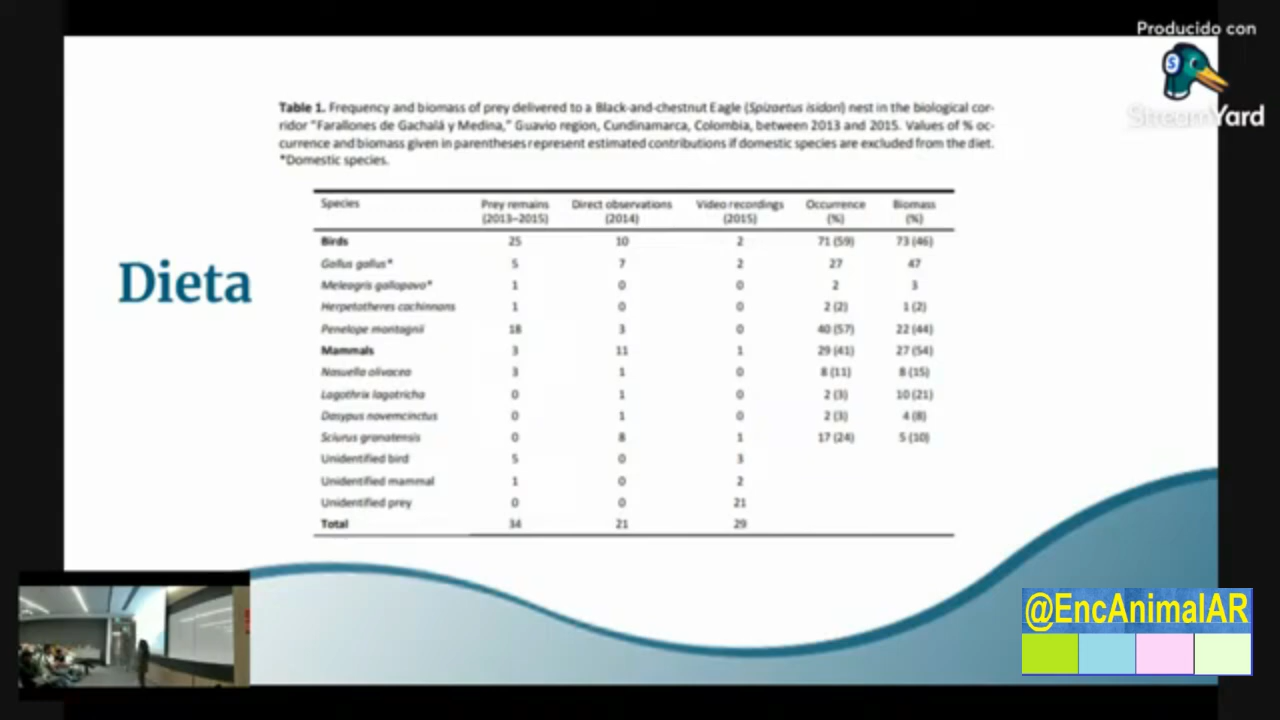 Producido con
StreamYard
Table 1. Frequency and biomass of prey delivered to a Black-and-chestnut Eagle (Spizaetus isidori) nest in the biological cor-
ridor "Farallones de Gachalá y Medina," Guavio region, Cundinamarca, Colombia, between 2013 and 2015. Values of % oc-
currence and biomass given in parentheses represent estimated contributions if domestic species are excluded from the diet.
*Domestic species.
Species Prey remains (2013–2015) Direct observations (2014) Video recordings (2015) Occurrence (%) Biomass (%)
Birds 25 10 2 71 (59) 73 (46)
Gallus gallus* 5 7 2 27 47
Meleagris gallopavo* 1 0 0 2 3
Herpetotheres cachinnans 1 0 0 2 (2) 1 (2)
Penelope montagnii 18 3 0 40 (57) 22 (44)
Mammals 3 11 1 29 (41) 27 (54)
Nasuella olivacea 3 1 0 8 (11) 8 (15)
Lagothrix lagotricha 0 1 0 2 (3) 10 (21)
Dasypus novemcinctus 0 1 0 2 (3) 4 (8)
Sciurus granatensis 0 8 1 17 (24) 5 (10)
Unidentified bird 5 0 3
Unidentified mammal 1 0 2
Unidentified prey 0 0 21
Total 34 21 29
Dieta
@EncAnimalAR